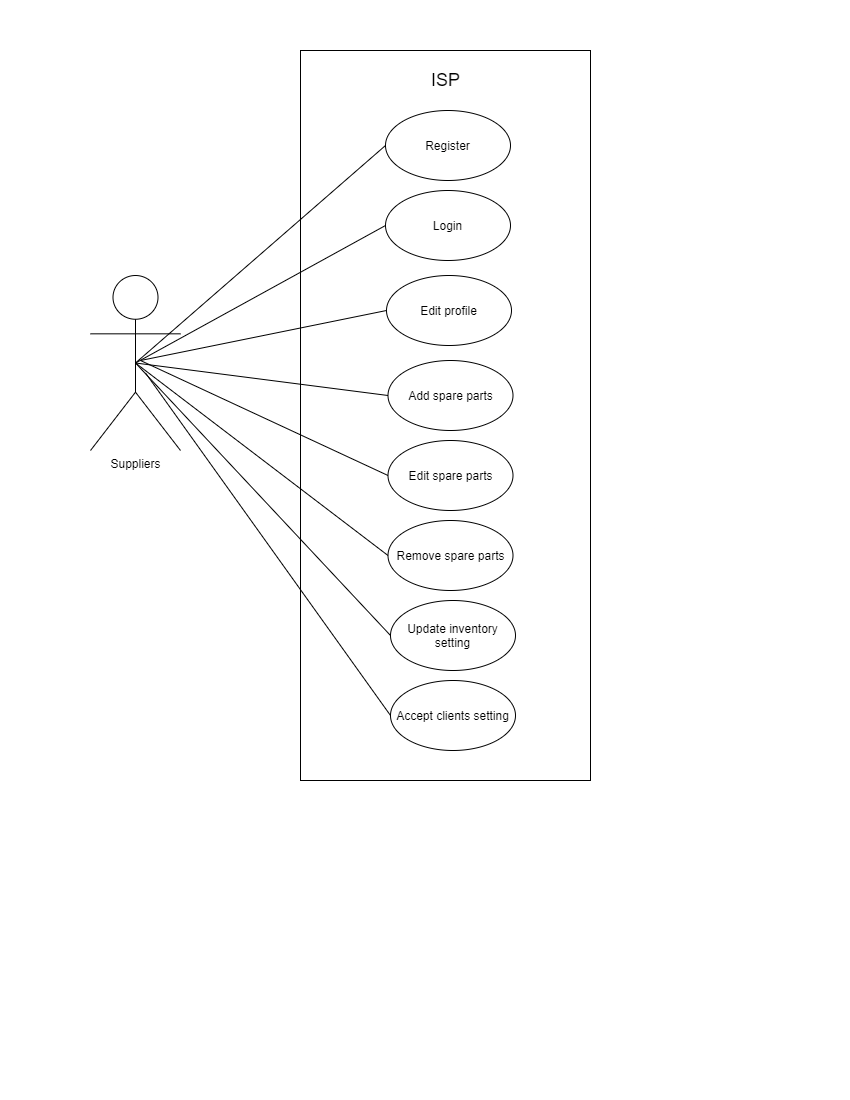 ISP
Register
Login
Edit profile
Add spare parts
Edit spare parts
Remove spare parts
Update inventory
setting
Accept clients setting
Suppliers